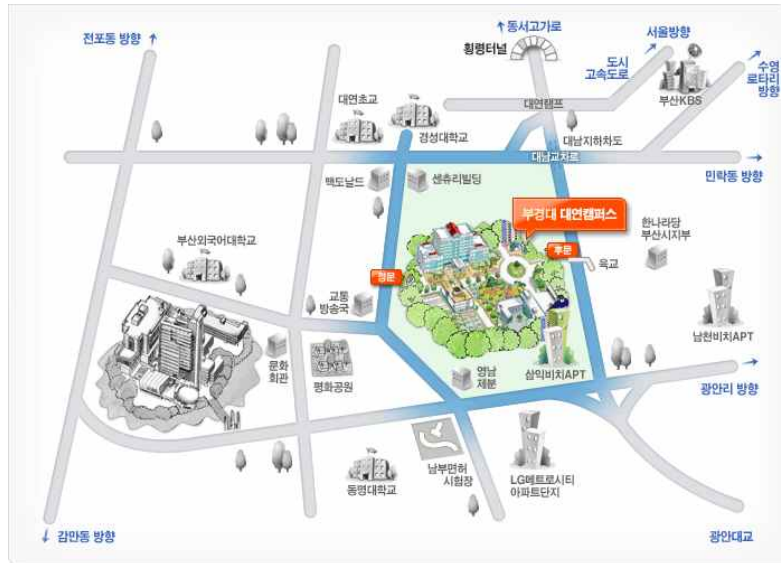 전포동 방향
동서고가로
횡령터널
서울방향
도시
고속도로
부산KBS
수영
로타리
방향
대연초교
경성대학교
대연램프
대남지하차도
대남교차로
민락동 방향
맥도날드
센츄리빌딩
부경대 대연캠퍼스
한나라당
부산시지부
부산외국어대학교
정문
후문
육교
교통
방송국
남천비치APT
문화
회관
평화공원
영남
제분
삼익비치APT
광안리 방향
남부면허
시험장
동명대학교
LG메트로시티
아파트단지
감만동 방향
광안대교